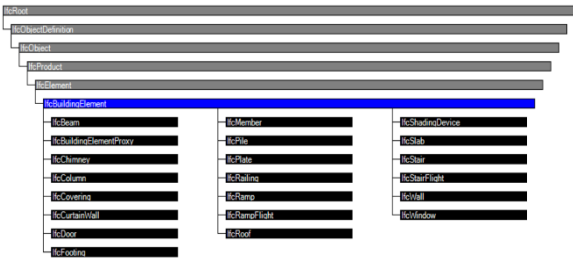 IfcRoot
IfcObjectDefinition
IfcObject
IfcProduct
IfcElement
IfcBuildingElement
IfcBeam
IfcBuildingElementProxy
IfcChimney
IfcColumn
IfcCovering
IfcCurtainWall
IfcDoor
IfcFooting
IfcMember
IfcPile
IfcPlate
IfcRailing
IfcRamp
IfcRampFlight
IfcRoof
IfcShadingDevice
IfcSlab
IfcStair
IfcStairFlight
IfcWall
IfcWindow